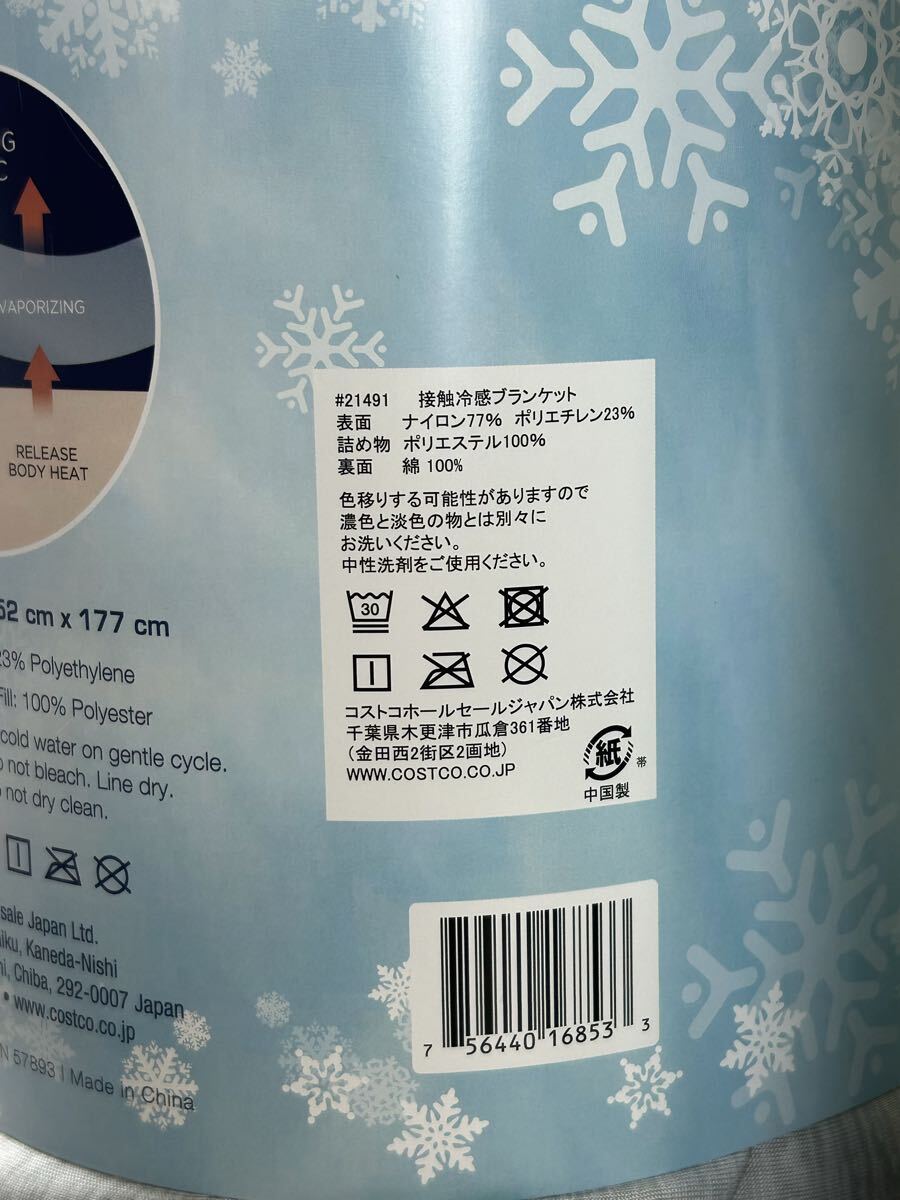 VAPORIZING
RELEASE
BODY HEAT
#21491 接触冷感ブランケット
表面 ナイロン77% ポリエチレン23%
詰め物 ポリエステル100%
裏面 綿 100%
色移りする可能性がありますので
濃色と淡色の物とは別々に
お洗いください。
中性洗剤をご使用ください。
30
コストコホールセールジャパン株式会社
千葉県木更津市瓜倉361番地
(金田西2街区2画地)
WWW.COSTCO.CO.JP
紙
帯
中国製
52 cm x 177 cm
23% Polyethylene
Fill: 100% Polyester
cold water on gentle cycle.
not bleach. Line dry.
not dry clean.
sale Japan Ltd.
Kaneda-Nishi
Chiba, 292-0007 Japan
• www.costco.co.jp
57893 | Made in China
7 56440 16853 3